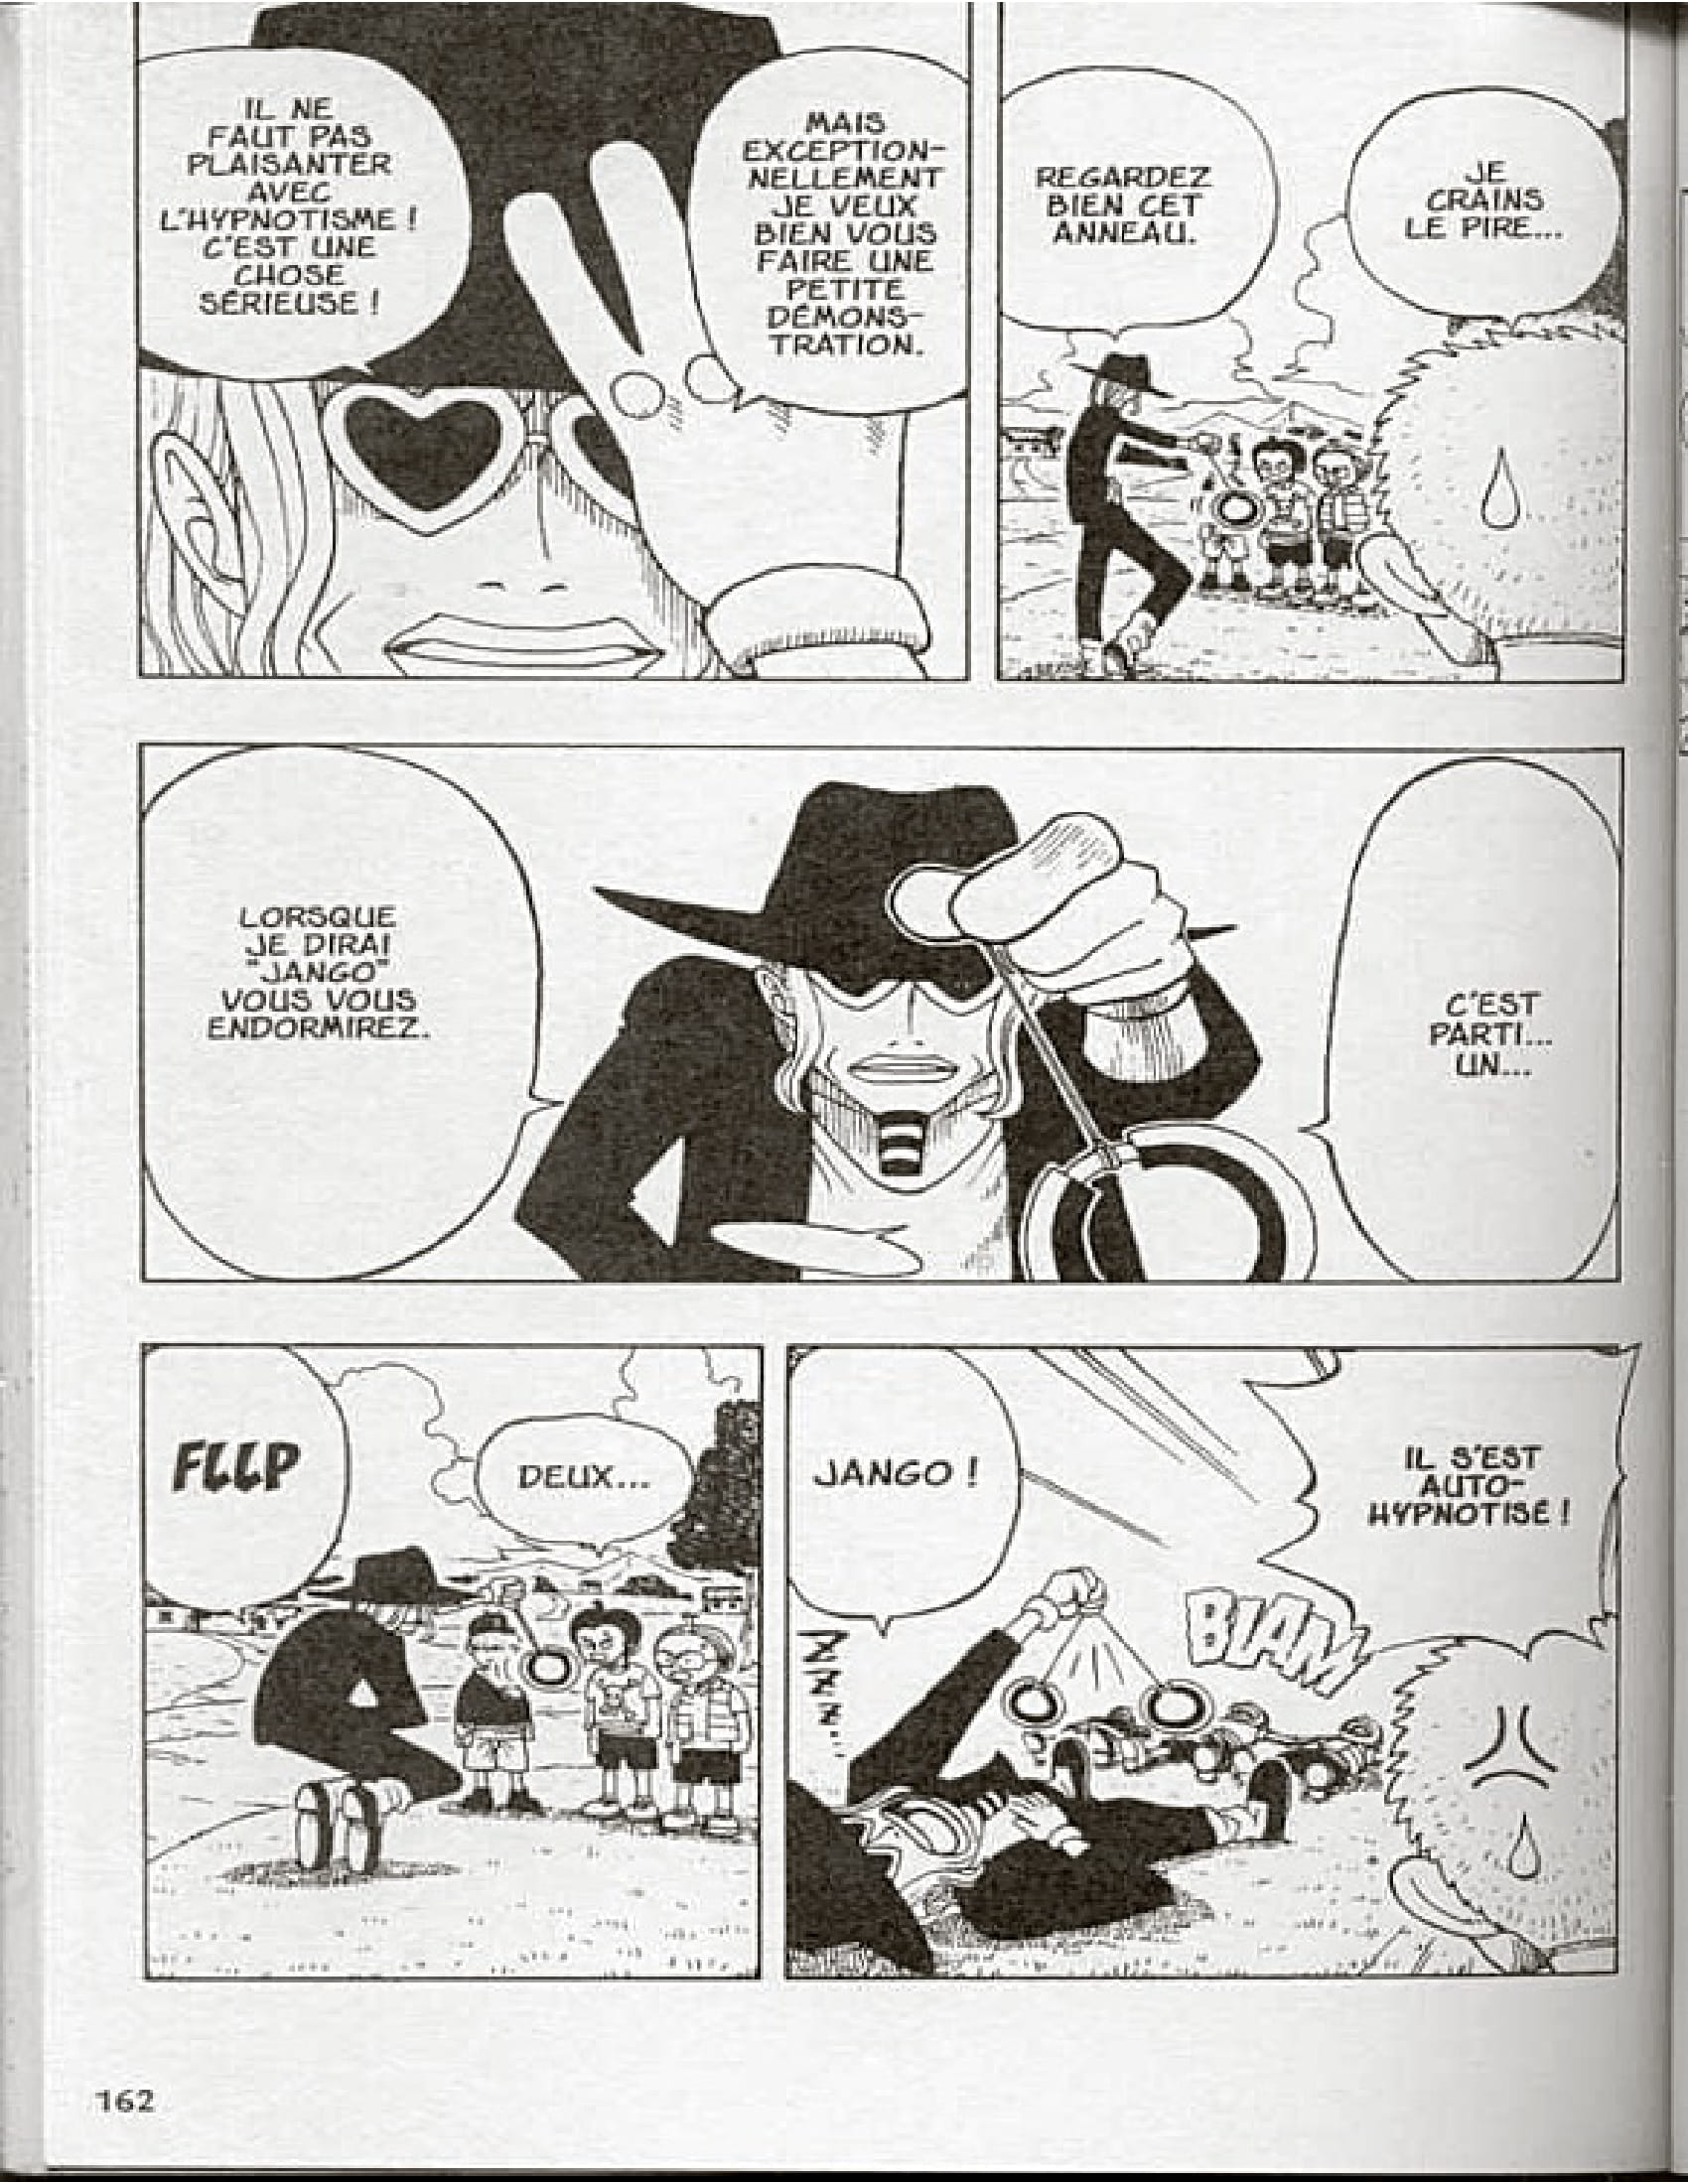 IL NE
FAUT PAS
PLAISANTER
AVEC
L'HYPNOTISME !
C'EST UNE
CHOSE
SÉRIEUSE !
MAIS
EXCEPTION-
NELLEMENT
JE VEUX
BIEN VOUS
FAIRE UNE
PETITE
DÉMONS-
TRATION.
REGARDEZ
BIEN CET
ANNEAU.
JE
CRAINS
LE PIRE...
LORSQUE
JE DIRAI
"JANGO"
VOUS VOUS
ENDORMIREZ.
C'EST
PARTI...
UN...
FLLP
DEUX...
JANGO !
IL S'EST
AUTO-
HYPNOTISÉ !
BLAM
162